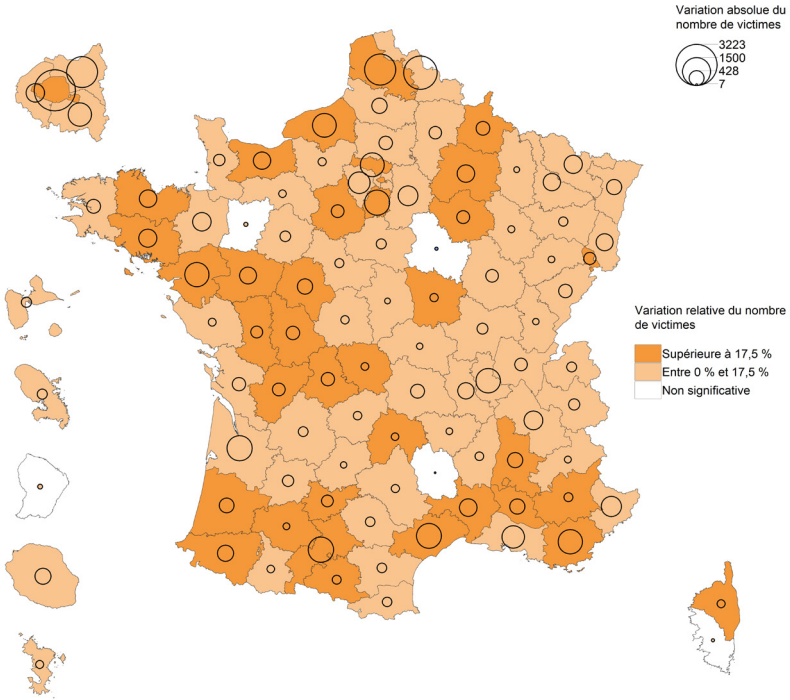 Variation absolue du
nombre de victimes
3223
1500
428
7
Variation relative du nombre
de victimes
Supérieure à 17,5 %
Entre 0 % et 17,5 %
Non significative